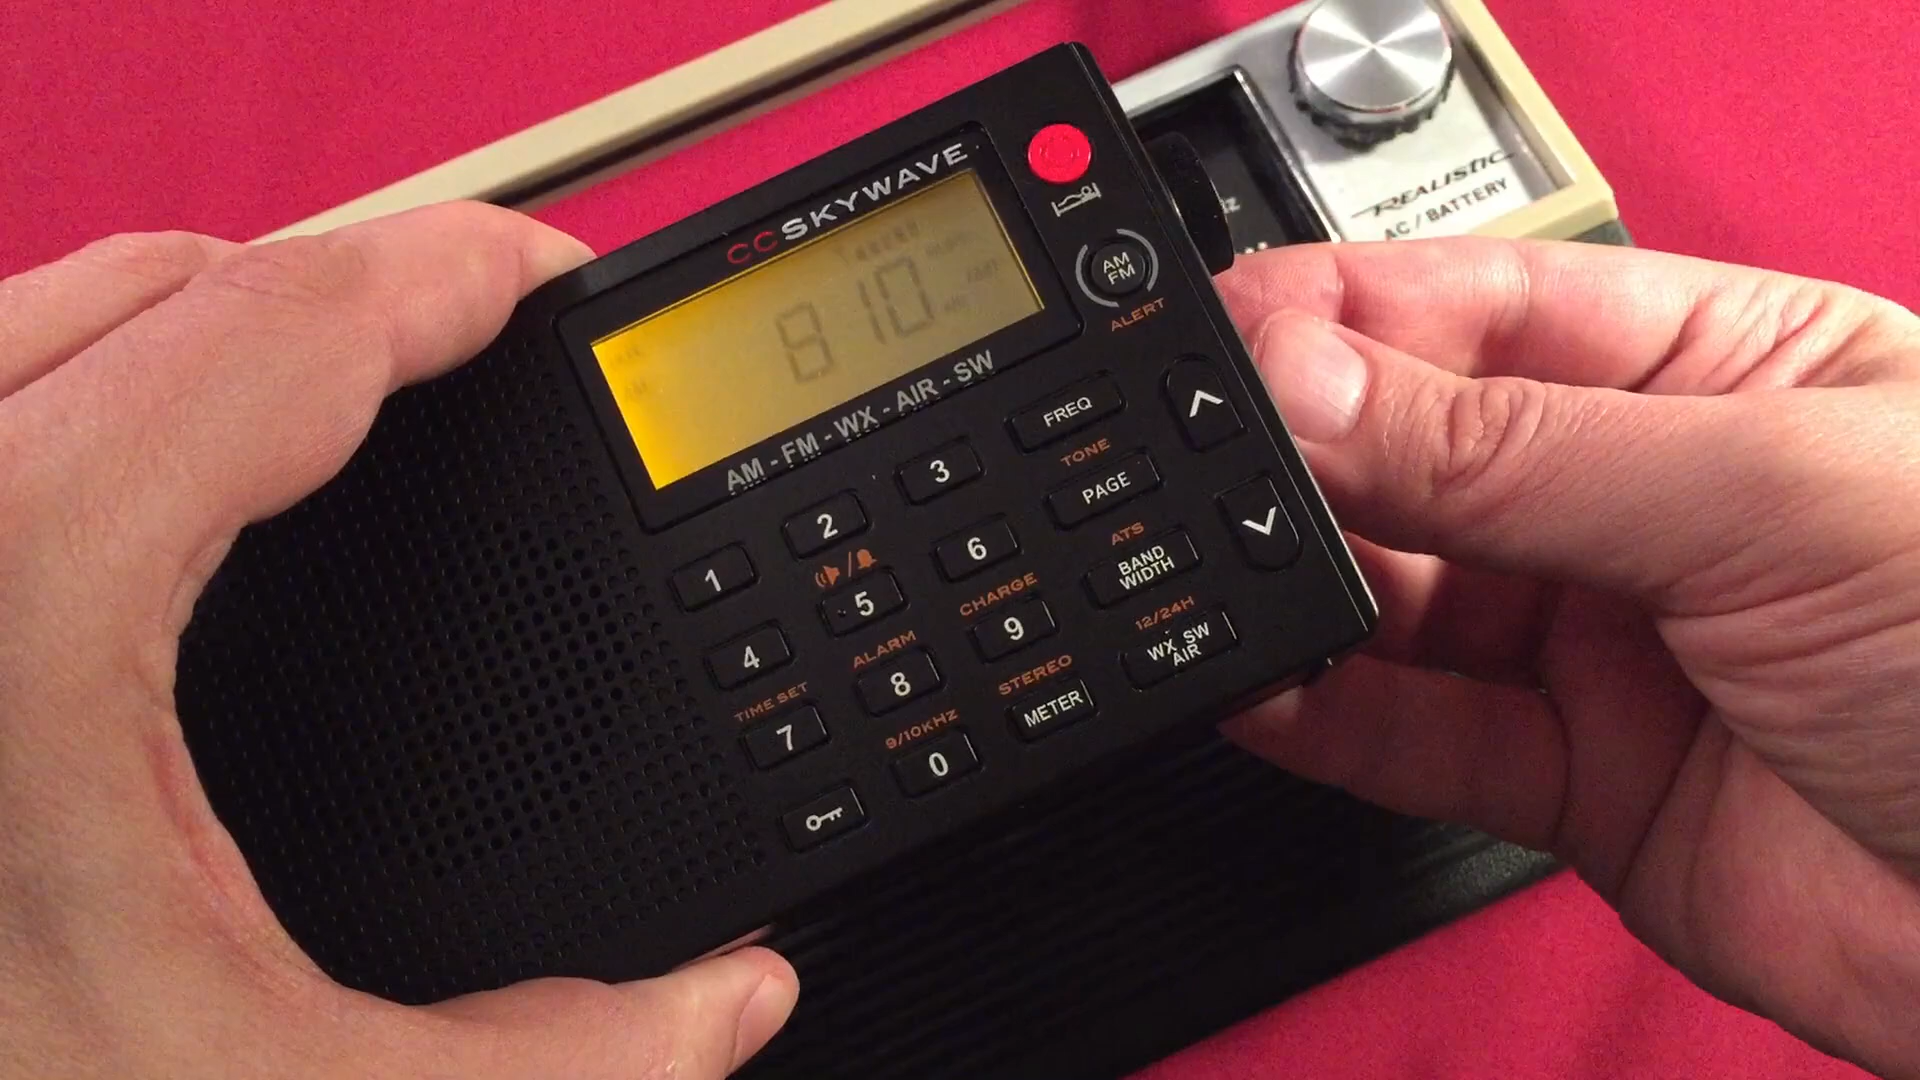 REALISTIC
AC / BATTERY
CCSKYWAVE
810
AM
FM
ALERT
AM - FM - WX - AIR - SW
FREQ
TONE
PAGE
ATS
BAND
WIDTH
12/24H
WX SW
AIR
1
2
3
4
5
6
CHARGE
TIME SET
7
ALARM
8
9
STEREO
METER
9/10KHZ
0